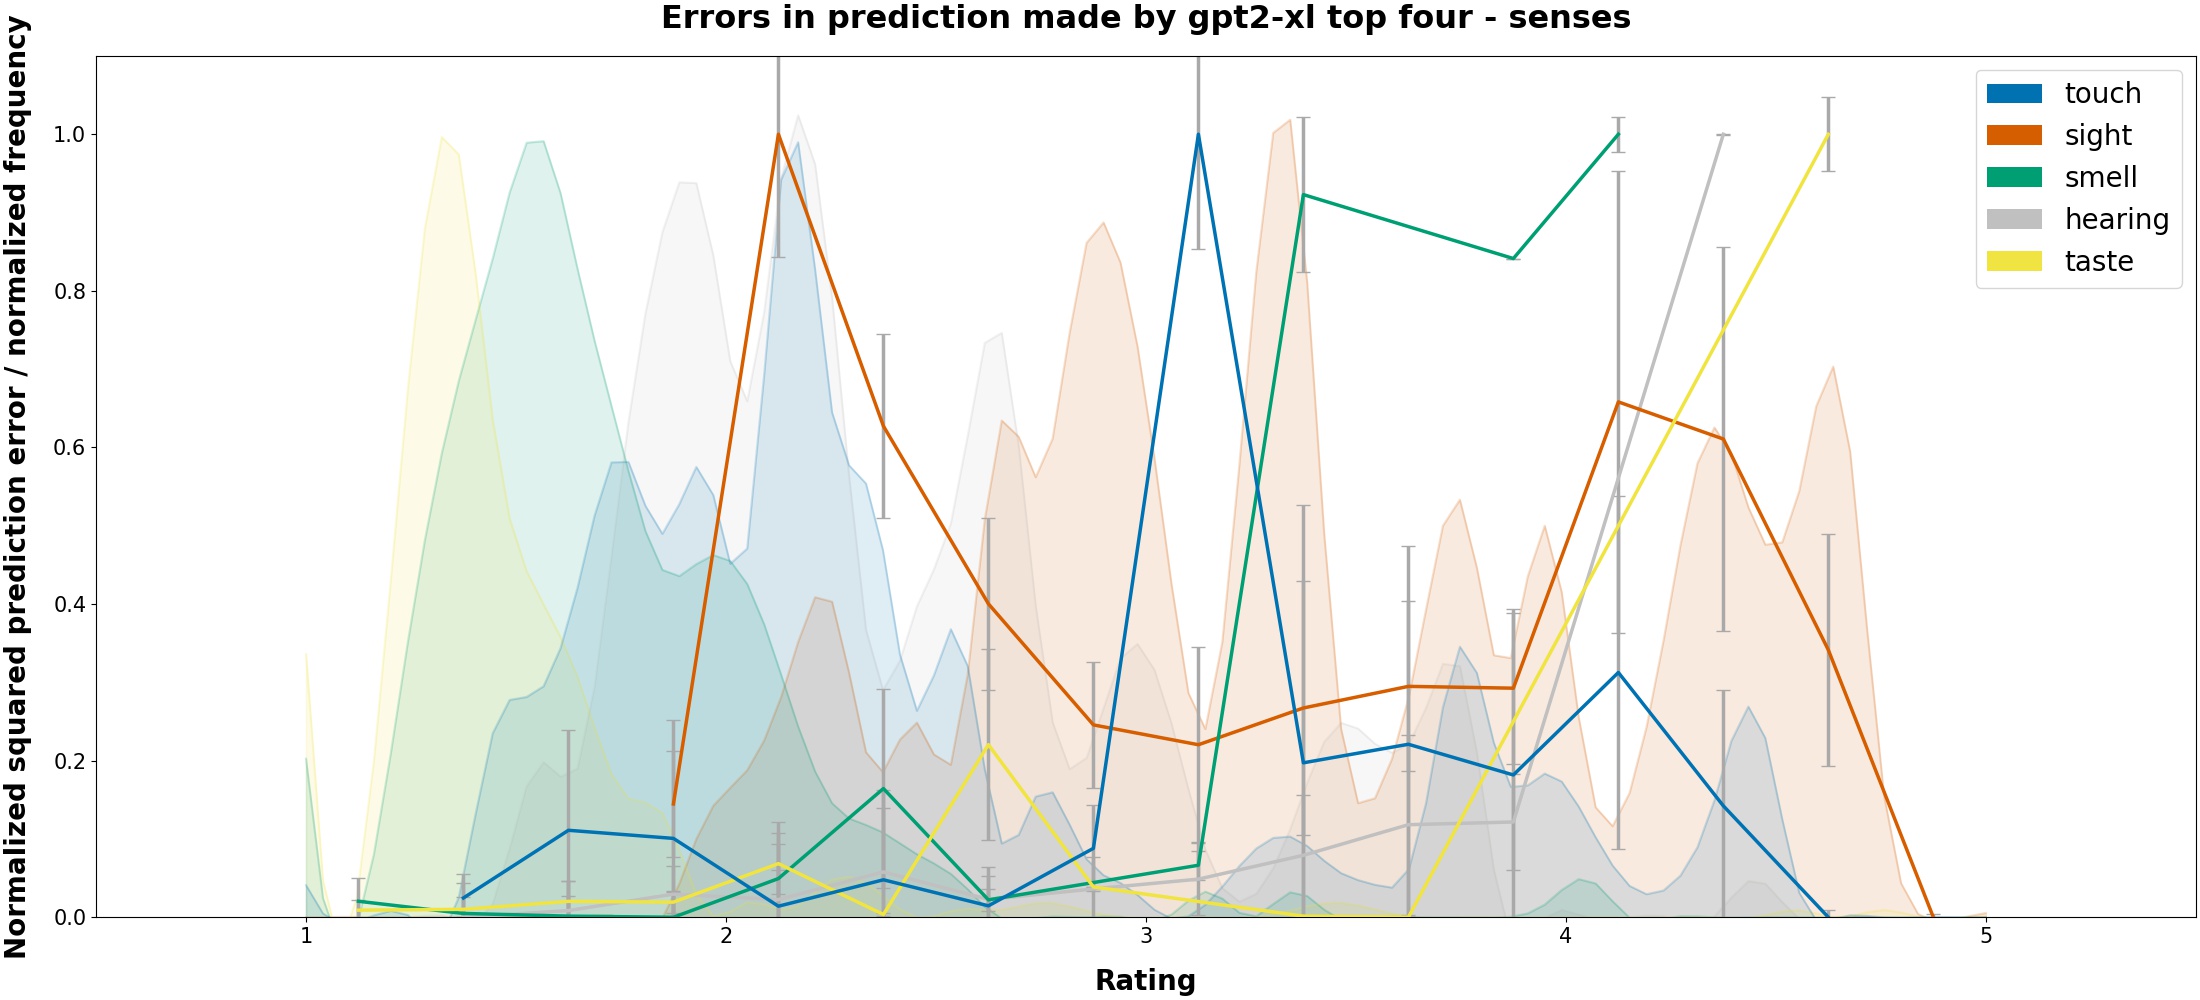 Errors in prediction made by gpt2-xl top four - senses
Normalized squared prediction error / normalized frequency
1.0
0.8
0.6
0.4
0.2
0.0
touch
sight
smell
hearing
taste
1 2 3 4 5
Rating